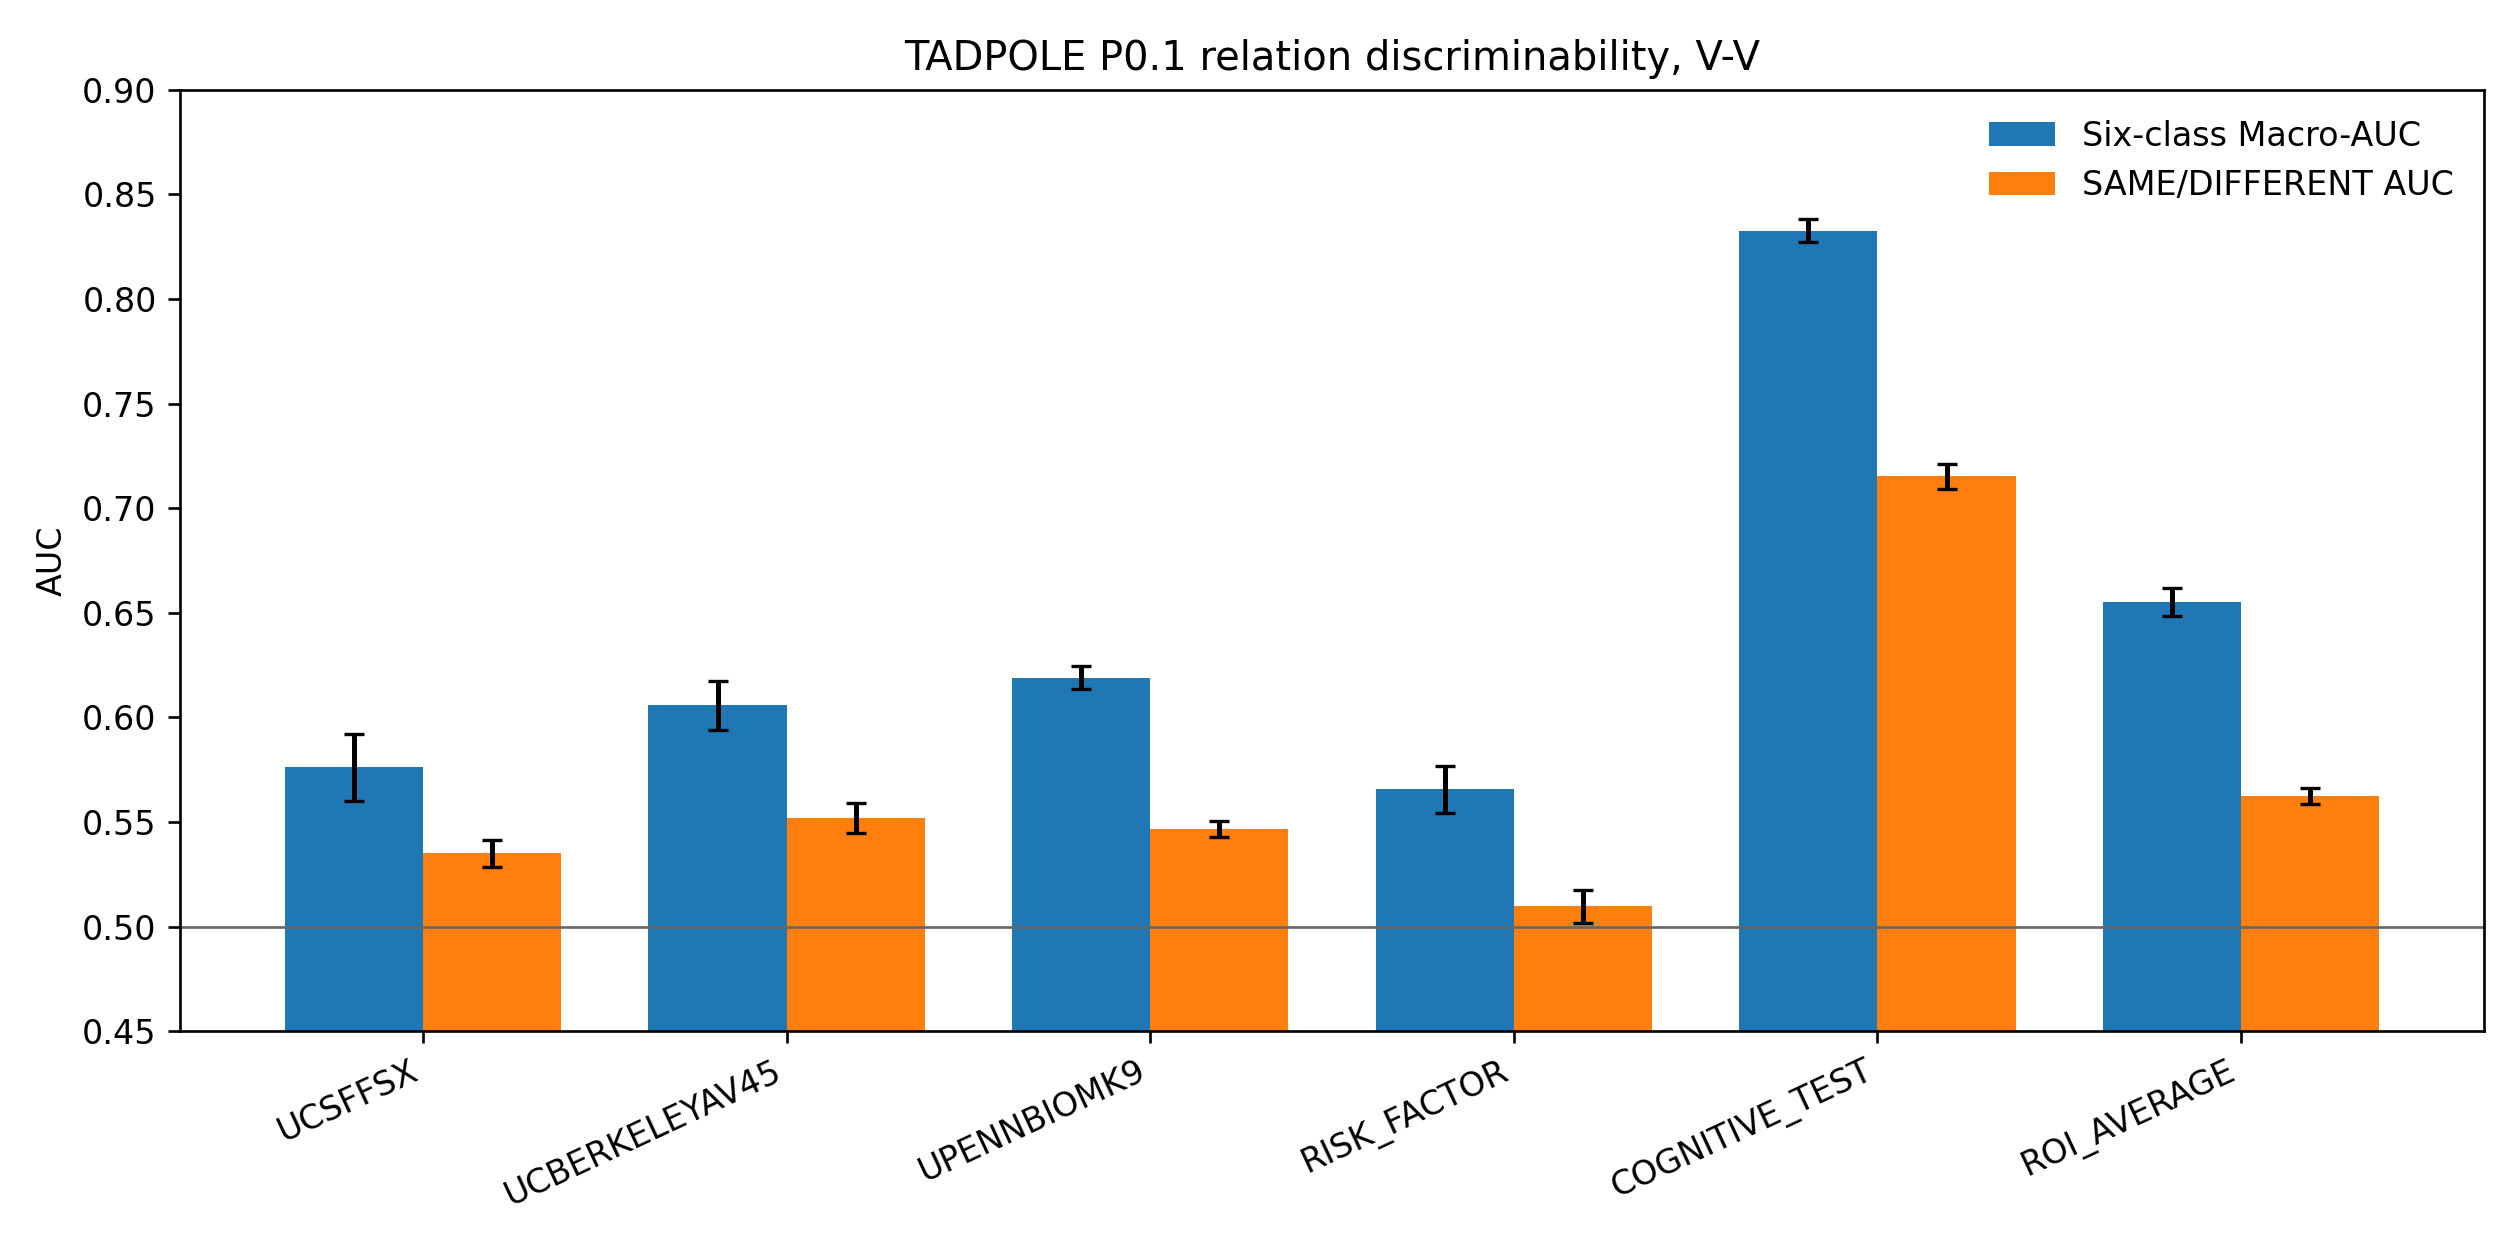 TADPOLE P0.1 relation discriminability, V-V
Six-class Macro-AUC
SAME/DIFFERENT AUC
AUC
0.90
0.85
0.80
0.75
0.70
0.65
0.60
0.55
0.50
0.45
UCSFFSX
UCBERKELEYAV45
UPENNBIOMK9
RISK_FACTOR
COGNITIVE_TEST
ROI_AVERAGE